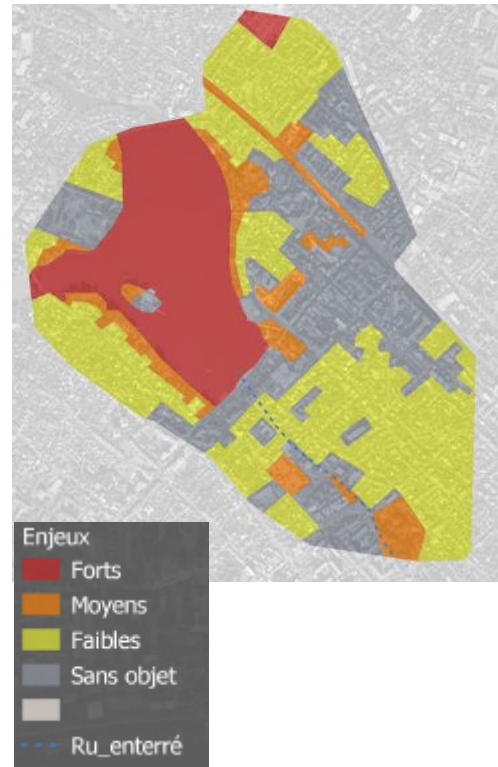 Enjeux
Forts
Moyens
Faibles
Sans objet
Ru_enterré